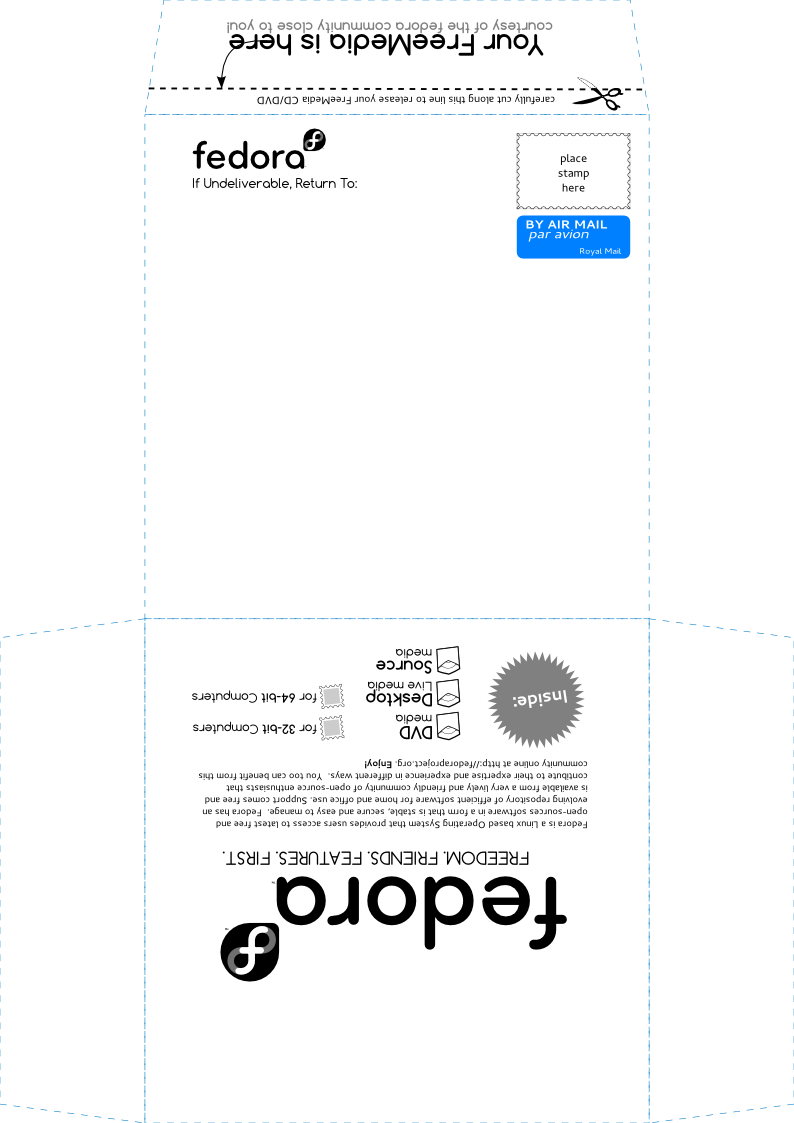 Your FreeMedia is here
courtesy of the fedora community close to you!
carefully cut along this line to release your FreeMedia CD/DVD
fedora
If Undeliverable, Return To:
place
stamp
here
BY AIR MAIL
par avion
Royal Mail
fedora
FREEDOM. FRIENDS. FEATURES. FIRST.
Fedora is a Linux based Operating System that provides users access to latest free and
open-sources software in a form that is stable, secure and easy to manage. Fedora has an
evolving repository of efficient software for home and office use. Support comes free and
is available from a very lively and friendly community of open-source enthusiasts that
contibute to their expertise and experience in different ways. You too can benefit from this
community online at http://fedoraproject.org. Enjoy!
Inside:
DVD
media
Desktop
Live media
Source
media
for 32-bit Computers
for 64-bit Computers